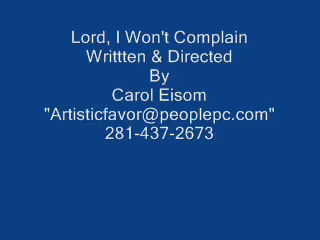 Lord, I Won't Complain
Writtten & Directed
By
Carol Eisom
"Artisticfavor@peoplepc.com"
281-437-2673